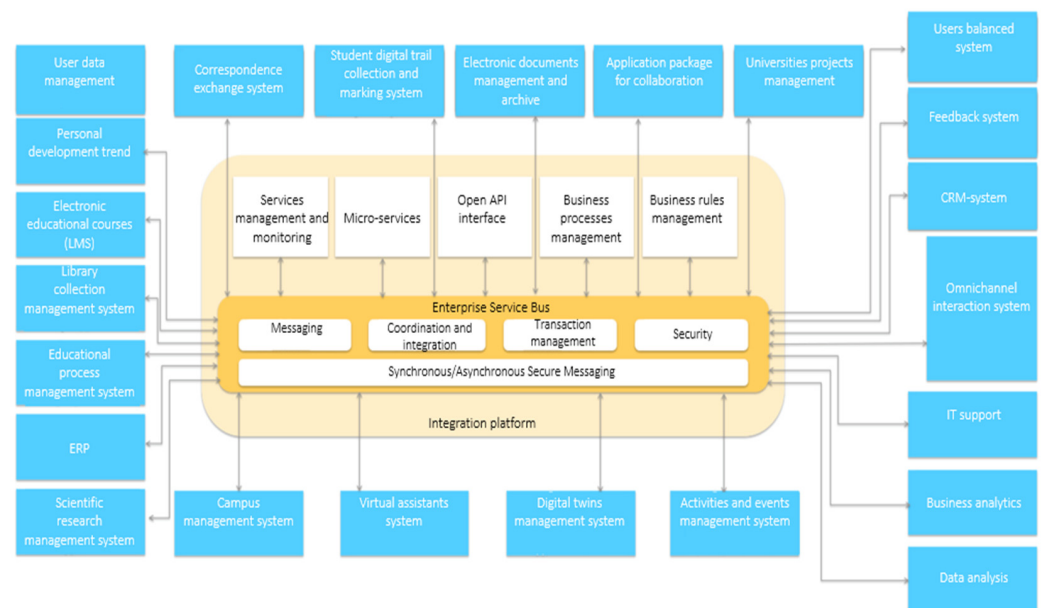 User data
management
Correspondence
exchange system
Student digital trail
collection and
marking system
Electronic documents
management and
archive
Application package
for collaboration
Universities projects
management
Users balanced
system
Personal
development trend
Feedback system
Electronic
educational courses
(LMS)
CRM-system
Services
management and
monitoring
Micro-services
Open API
interface
Business
processes
management
Business rules
management
Library
collection management
system
Omnichannel
interaction system
Enterprise Service Bus
Messaging
Coordination and
integration
Transaction
management
Security
Educational
process
management system
Synchronous/Asynchronous Secure Messaging
Integration platform
ERP
IT support
Scientific
research
management system
Campus
management system
Virtual assistants
system
Digital twins
management system
Activities and events
management system
Business analytics
Data analysis